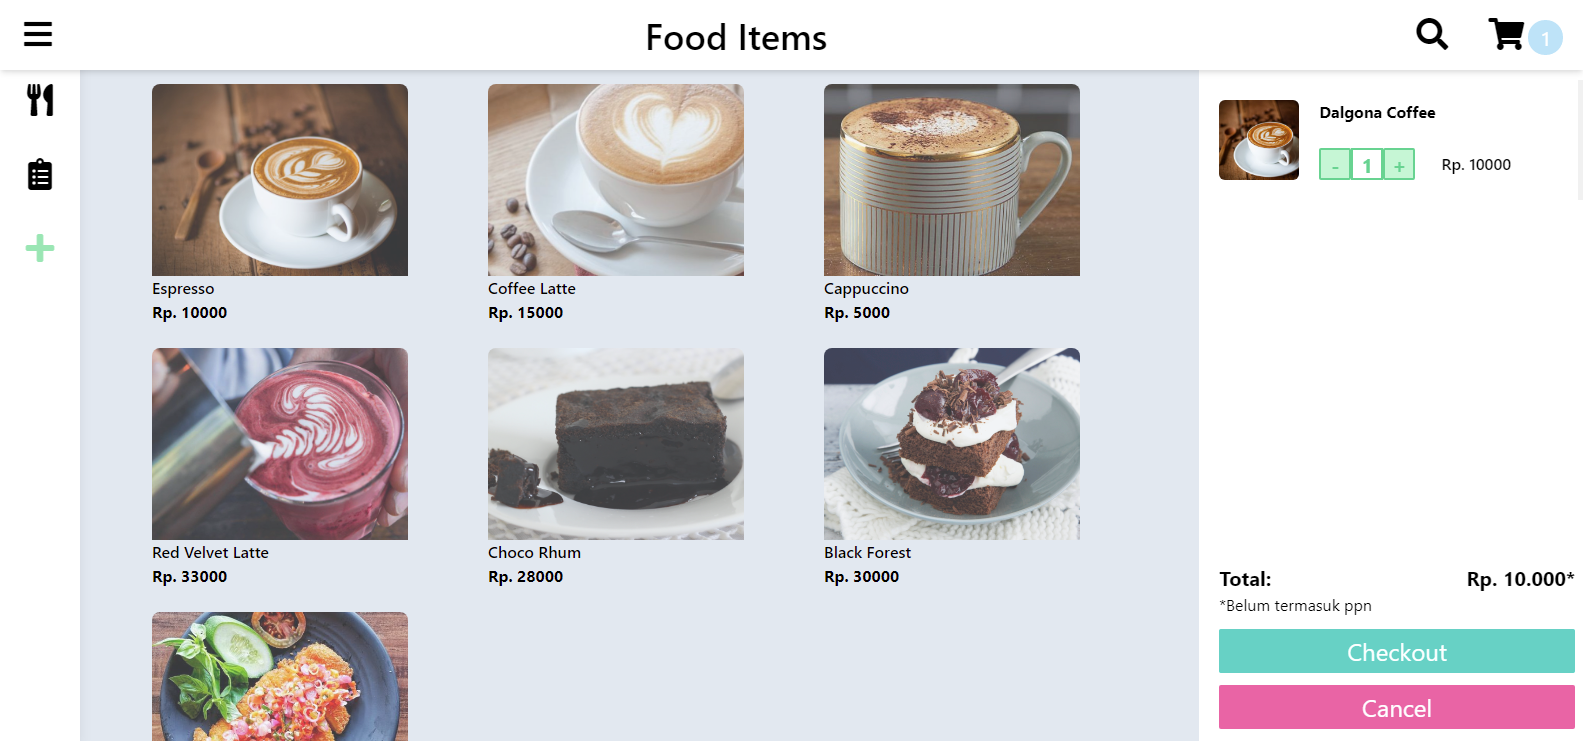 Food Items
1
Espresso
Rp. 10000
Coffee Latte
Rp. 15000
Cappuccino
Rp. 5000
Red Velvet Latte
Rp. 33000
Choco Rhum
Rp. 28000
Black Forest
Rp. 30000
Dalgona Coffee
- 1 + Rp. 10000
Total: Rp. 10.000*
*Belum termasuk ppn
Checkout
Cancel